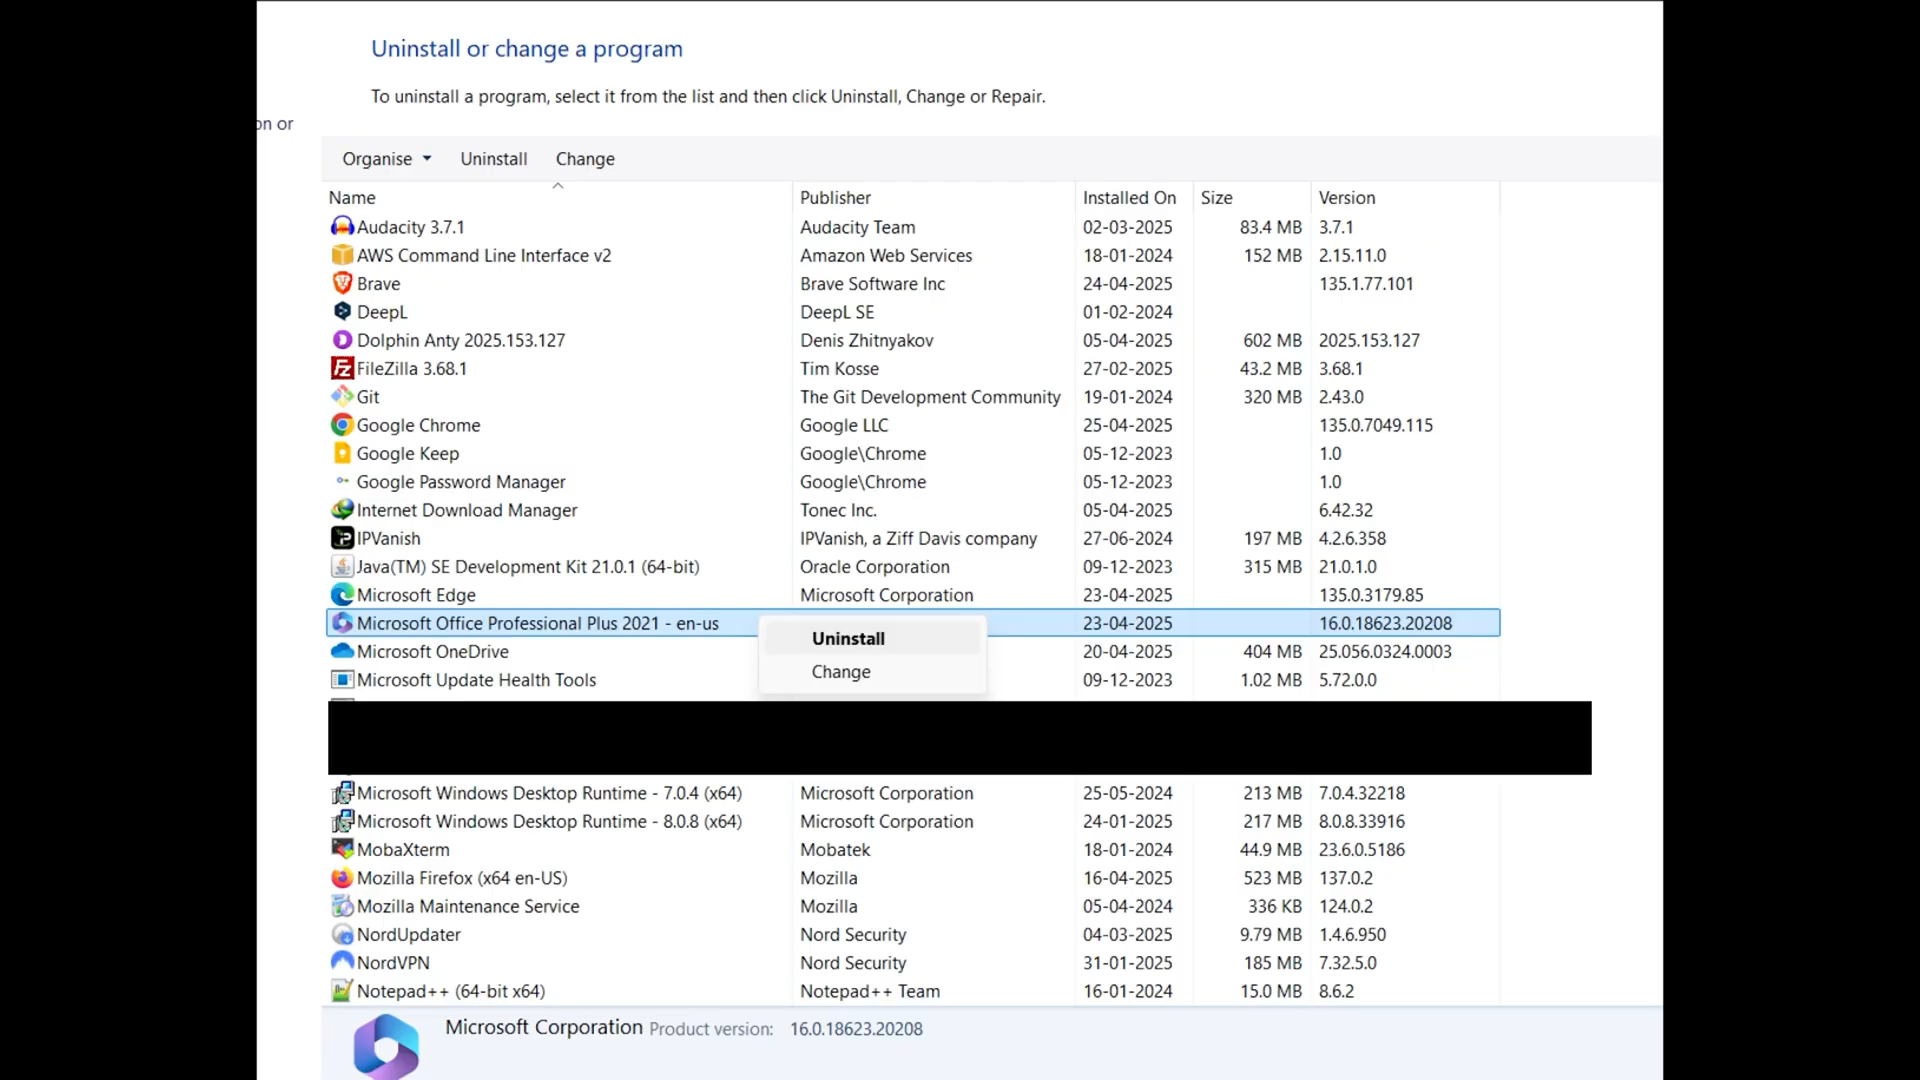 Uninstall or change a program
To uninstall a program, select it from the list and then click Uninstall, Change or Repair.
on or
Organise Uninstall Change
Name Publisher Installed On Size Version
Audacity 3.7.1 Audacity Team 02-03-2025 83.4 MB 3.7.1
AWS Command Line Interface v2 Amazon Web Services 18-01-2024 152 MB 2.15.11.0
Brave Brave Software Inc 24-04-2025 135.1.77.101
DeepL DeepL SE 01-02-2024
Dolphin Anty 2025.153.127 Denis Zhitnyakov 05-04-2025 602 MB 2025.153.127
FileZilla 3.68.1 Tim Kosse 27-02-2025 43.2 MB 3.68.1
Git The Git Development Community 19-01-2024 320 MB 2.43.0
Google Chrome Google LLC 25-04-2025 135.0.7049.115
Google Keep Google\Chrome 05-12-2023 1.0
Google Password Manager Google\Chrome 05-12-2023 1.0
Internet Download Manager Tonec Inc. 05-04-2025 6.42.32
IPVanish IPVanish, a Ziff Davis company 27-06-2024 197 MB 4.2.6.358
Java(TM) SE Development Kit 21.0.1 (64-bit) Oracle Corporation 09-12-2023 315 MB 21.0.1.0
Microsoft Edge Microsoft Corporation 23-04-2025 135.0.3179.85
Microsoft Office Professional Plus 2021 - en-us 23-04-2025 16.0.18623.20208
Uninstall
Microsoft OneDrive 20-04-2025 404 MB 25.056.0324.0003
Change
Microsoft Update Health Tools 09-12-2023 1.02 MB 5.72.0.0
Microsoft Windows Desktop Runtime - 7.0.4 (x64) Microsoft Corporation 25-05-2024 213 MB 7.0.4.32218
Microsoft Windows Desktop Runtime - 8.0.8 (x64) Microsoft Corporation 24-01-2025 217 MB 8.0.8.33916
MobaXterm Mobatek 18-01-2024 44.9 MB 23.6.0.5186
Mozilla Firefox (x64 en-US) Mozilla 16-04-2025 523 MB 137.0.2
Mozilla Maintenance Service Mozilla 05-04-2024 336 KB 124.0.2
NordUpdater Nord Security 04-03-2025 9.79 MB 1.4.6.950
NordVPN Nord Security 31-01-2025 185 MB 7.32.5.0
Notepad++ (64-bit x64) Notepad++ Team 16-01-2024 15.0 MB 8.6.2
Microsoft Corporation Product version: 16.0.18623.20208